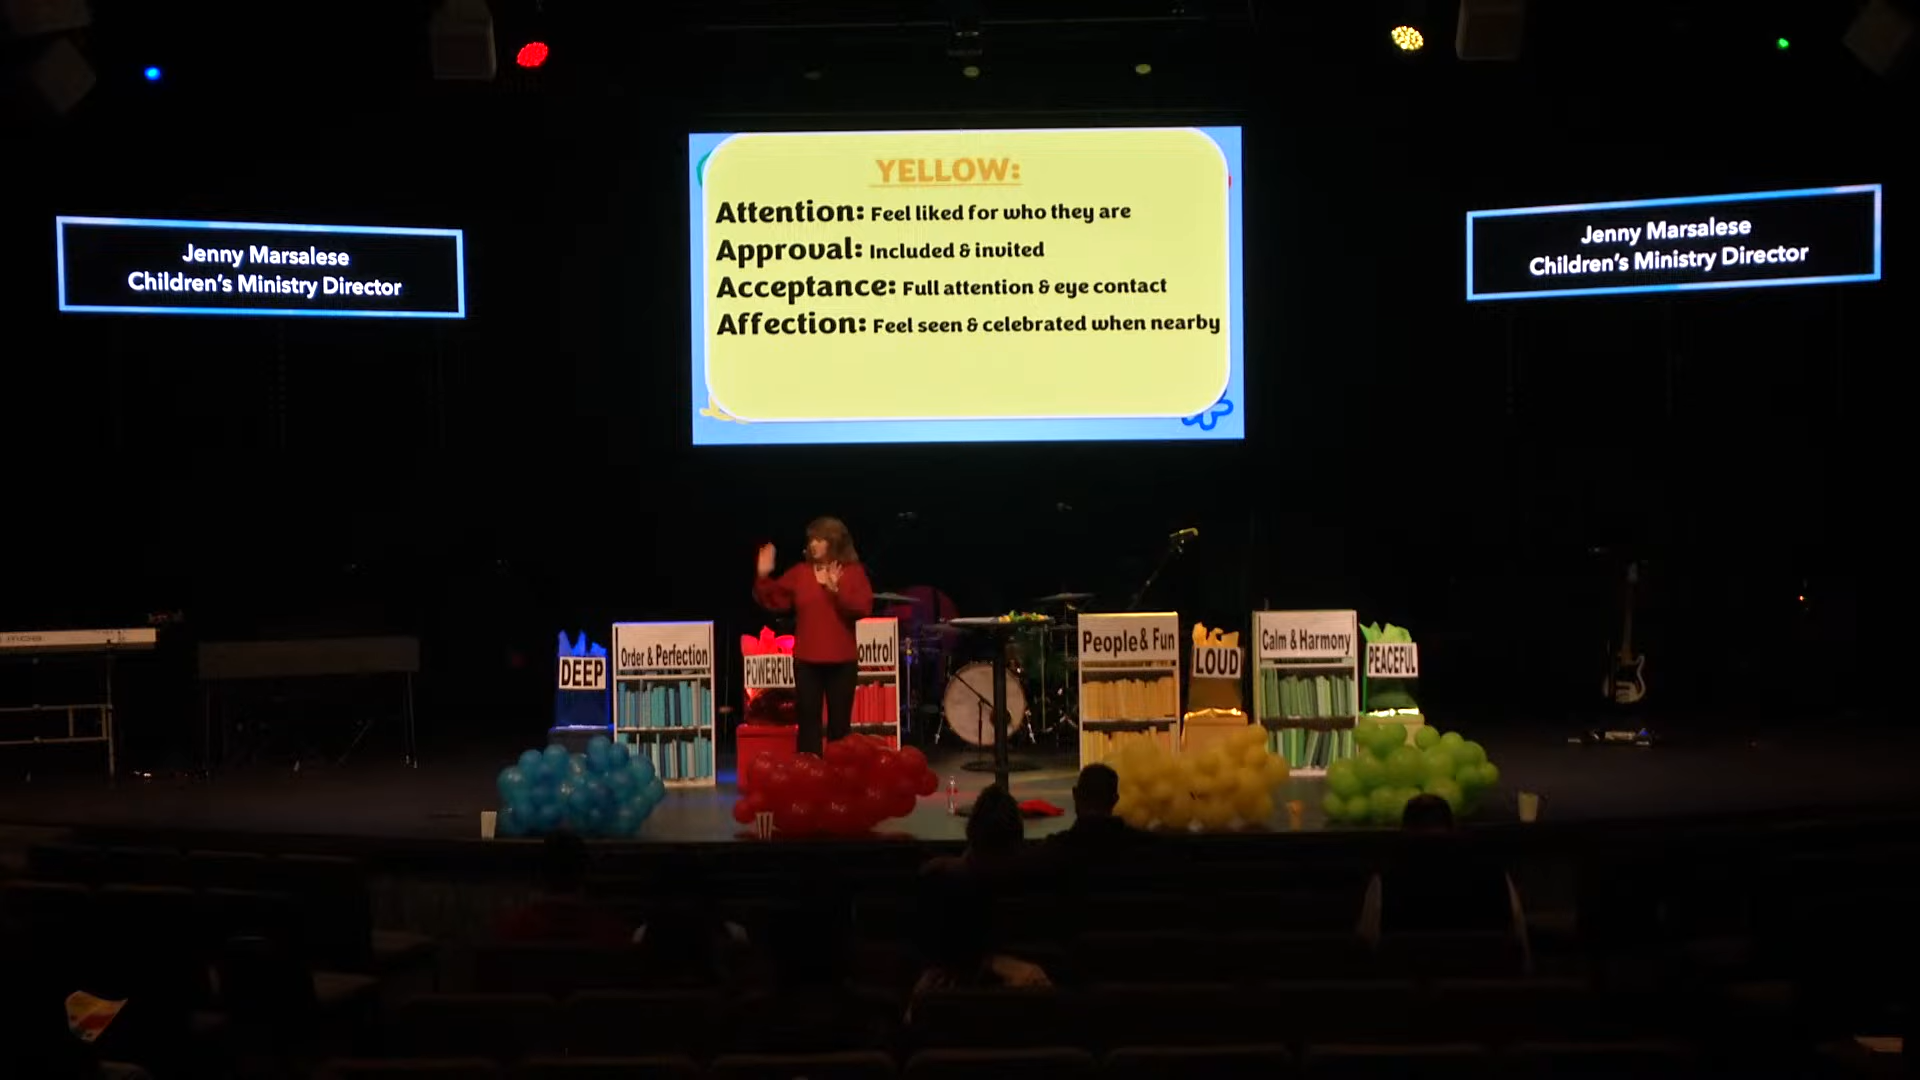 YELLOW:
Attention: Feel liked for who they are
Approval: Included & invited
Acceptance: Full attention & eye contact
Affection: Feel seen & celebrated when nearby
Jenny Marsalese
Children's Ministry Director
Jenny Marsalese
Children's Ministry Director
DEEP
Order & Perfection
POWERFUL
ontrol
People & Fun
LOUD
Calm & Harmony
PEACEFUL